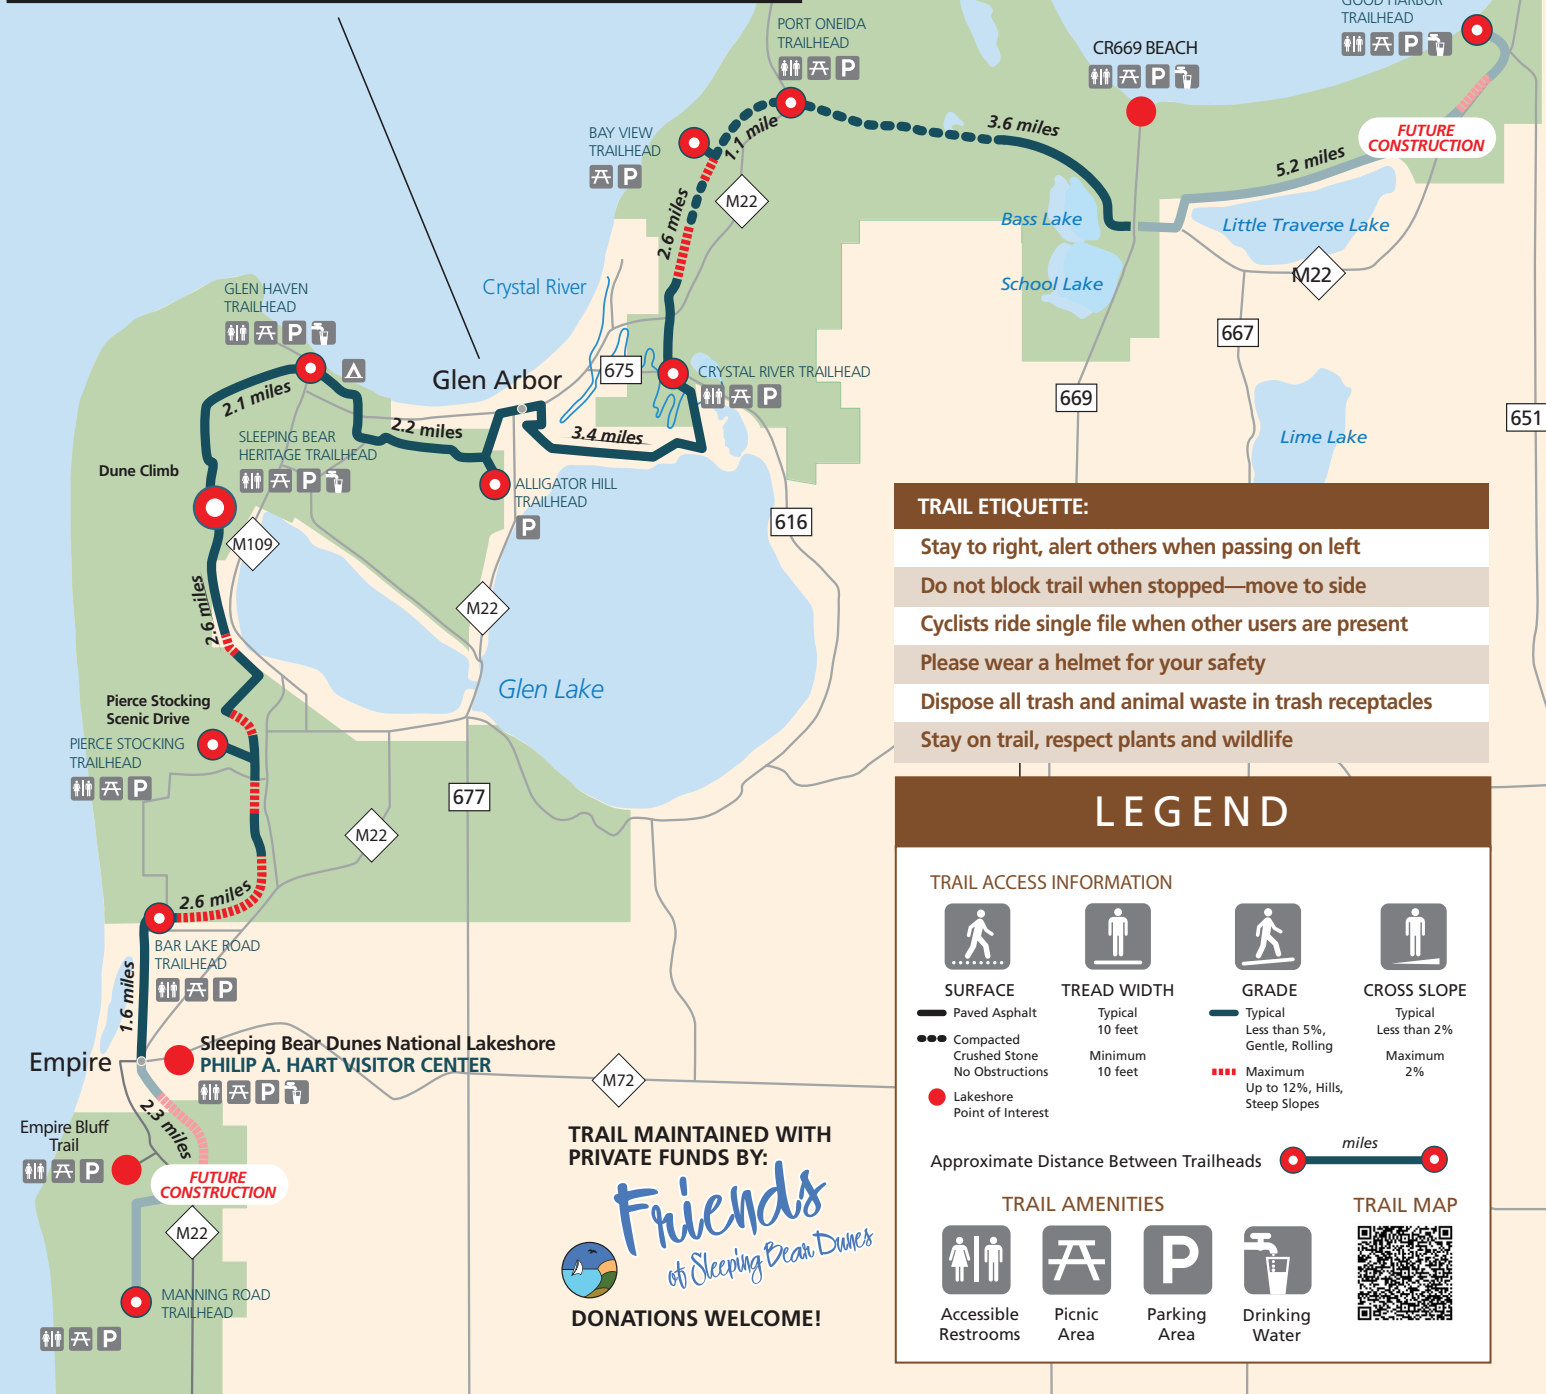 GOOD HARBOR
TRAILHEAD
P
PORT ONEIDA
TRAILHEAD
P
CR669 BEACH
P
BAY VIEW
TRAILHEAD
P
1.1 mile
3.6 miles
FUTURE
CONSTRUCTION
5.2 miles
M22
2.6 miles
Bass Lake
Little Traverse Lake
School Lake
M22
Crystal River
GLEN HAVEN
TRAILHEAD
P
667
675
Glen Arbor
CRYSTAL RIVER TRAILHEAD
P
669
651
2.1 miles
2.2 miles
3.4 miles
Lime Lake
SLEEPING BEAR
HERITAGE TRAILHEAD
P
Dune Climb
ALLIGATOR HILL
TRAILHEAD
P
616
M109
2.6 miles
M22
Glen Lake
Pierce Stocking
Scenic Drive
PIERCE STOCKING
TRAILHEAD
P
677
M22
2.6 miles
BAR LAKE ROAD
TRAILHEAD
P
1.6 miles
Empire
Sleeping Bear Dunes National Lakeshore
PHILIP A. HART VISITOR CENTER
P
M72
2.3 miles
Empire Bluff
Trail
P
FUTURE
CONSTRUCTION
M22
MANNING ROAD
TRAILHEAD
P
TRAIL MAINTAINED WITH
PRIVATE FUNDS BY:
Friends
of Sleeping Bear Dunes
DONATIONS WELCOME!
TRAIL ETIQUETTE:
Stay to right, alert others when passing on left
Do not block trail when stopped—move to side
Cyclists ride single file when other users are present
Please wear a helmet for your safety
Dispose all trash and animal waste in trash receptacles
Stay on trail, respect plants and wildlife
LEGEND
TRAIL ACCESS INFORMATION
SURFACE
Paved Asphalt
Compacted
Crushed Stone
No Obstructions
Lakeshore
Point of Interest
TREAD WIDTH
Typical
10 feet
Minimum
10 feet
GRADE
Typical
Less than 5%,
Gentle, Rolling
Maximum
Up to 12%, Hills,
Steep Slopes
CROSS SLOPE
Typical
Less than 2%
Maximum
2%
miles
Approximate Distance Between Trailheads
TRAIL AMENITIES
P
Accessible
Restrooms
Picnic
Area
Parking
Area
Drinking
Water
TRAIL MAP